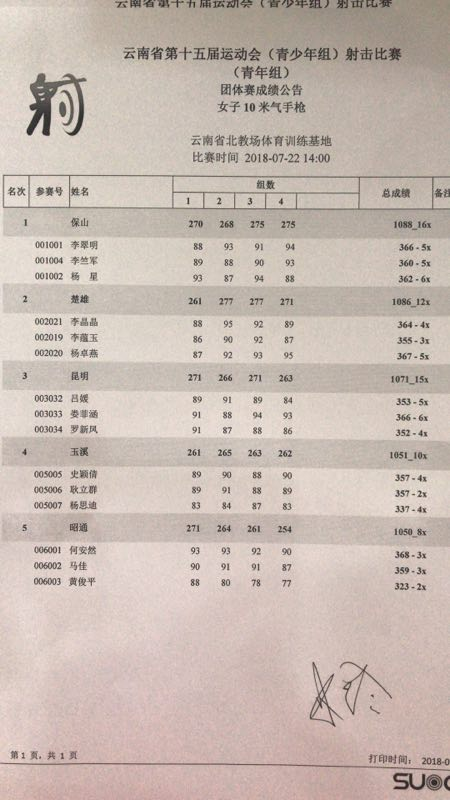 云南省第十五届运动会（青少年组）射击比赛
云南省第十五届运动会（青少年组）射击比赛
（青年组）
团体赛成绩公告
女子10米气手枪
射
云南省北教场体育训练基地
比赛时间 2018-07-22 14:00
名次 参赛号 姓名 组数 总成绩 备注
1 2 3 4
1 保山 270 268 275 275 1088_16x
001001 李翠明 88 93 91 94 366 - 5x
001004 李竺军 89 88 90 93 360 - 5x
001002 杨 星 93 87 94 88 362 - 6x
2 楚雄 261 277 277 271 1086_12x
002021 李晶晶 88 95 92 89 364 - 4x
002019 李蕴玉 86 90 92 87 355 - 3x
002020 杨卓燕 87 92 93 95 367 - 5x
3 昆明 271 266 271 263 1071_15x
003032 吕媛 89 91 89 84 353 - 5x
003033 娄菲涵 91 88 94 93 366 - 6x
003034 罗新凤 91 87 88 86 352 - 4x
4 玉溪 261 265 263 262 1051_10x
005005 史颖倩 89 90 88 90 357 - 4x
005006 耿立群 89 91 88 89 357 - 2x
005007 杨思迪 83 84 87 83 337 - 4x
5 昭通 271 264 261 254 1050_8x
006001 何安然 93 93 92 90 368 - 3x
006002 马佳 90 91 91 87 359 - 3x
006003 黄俊平 88 80 78 77 323 - 2x
第 1 页，共 1 页
打印时间： 2018-0